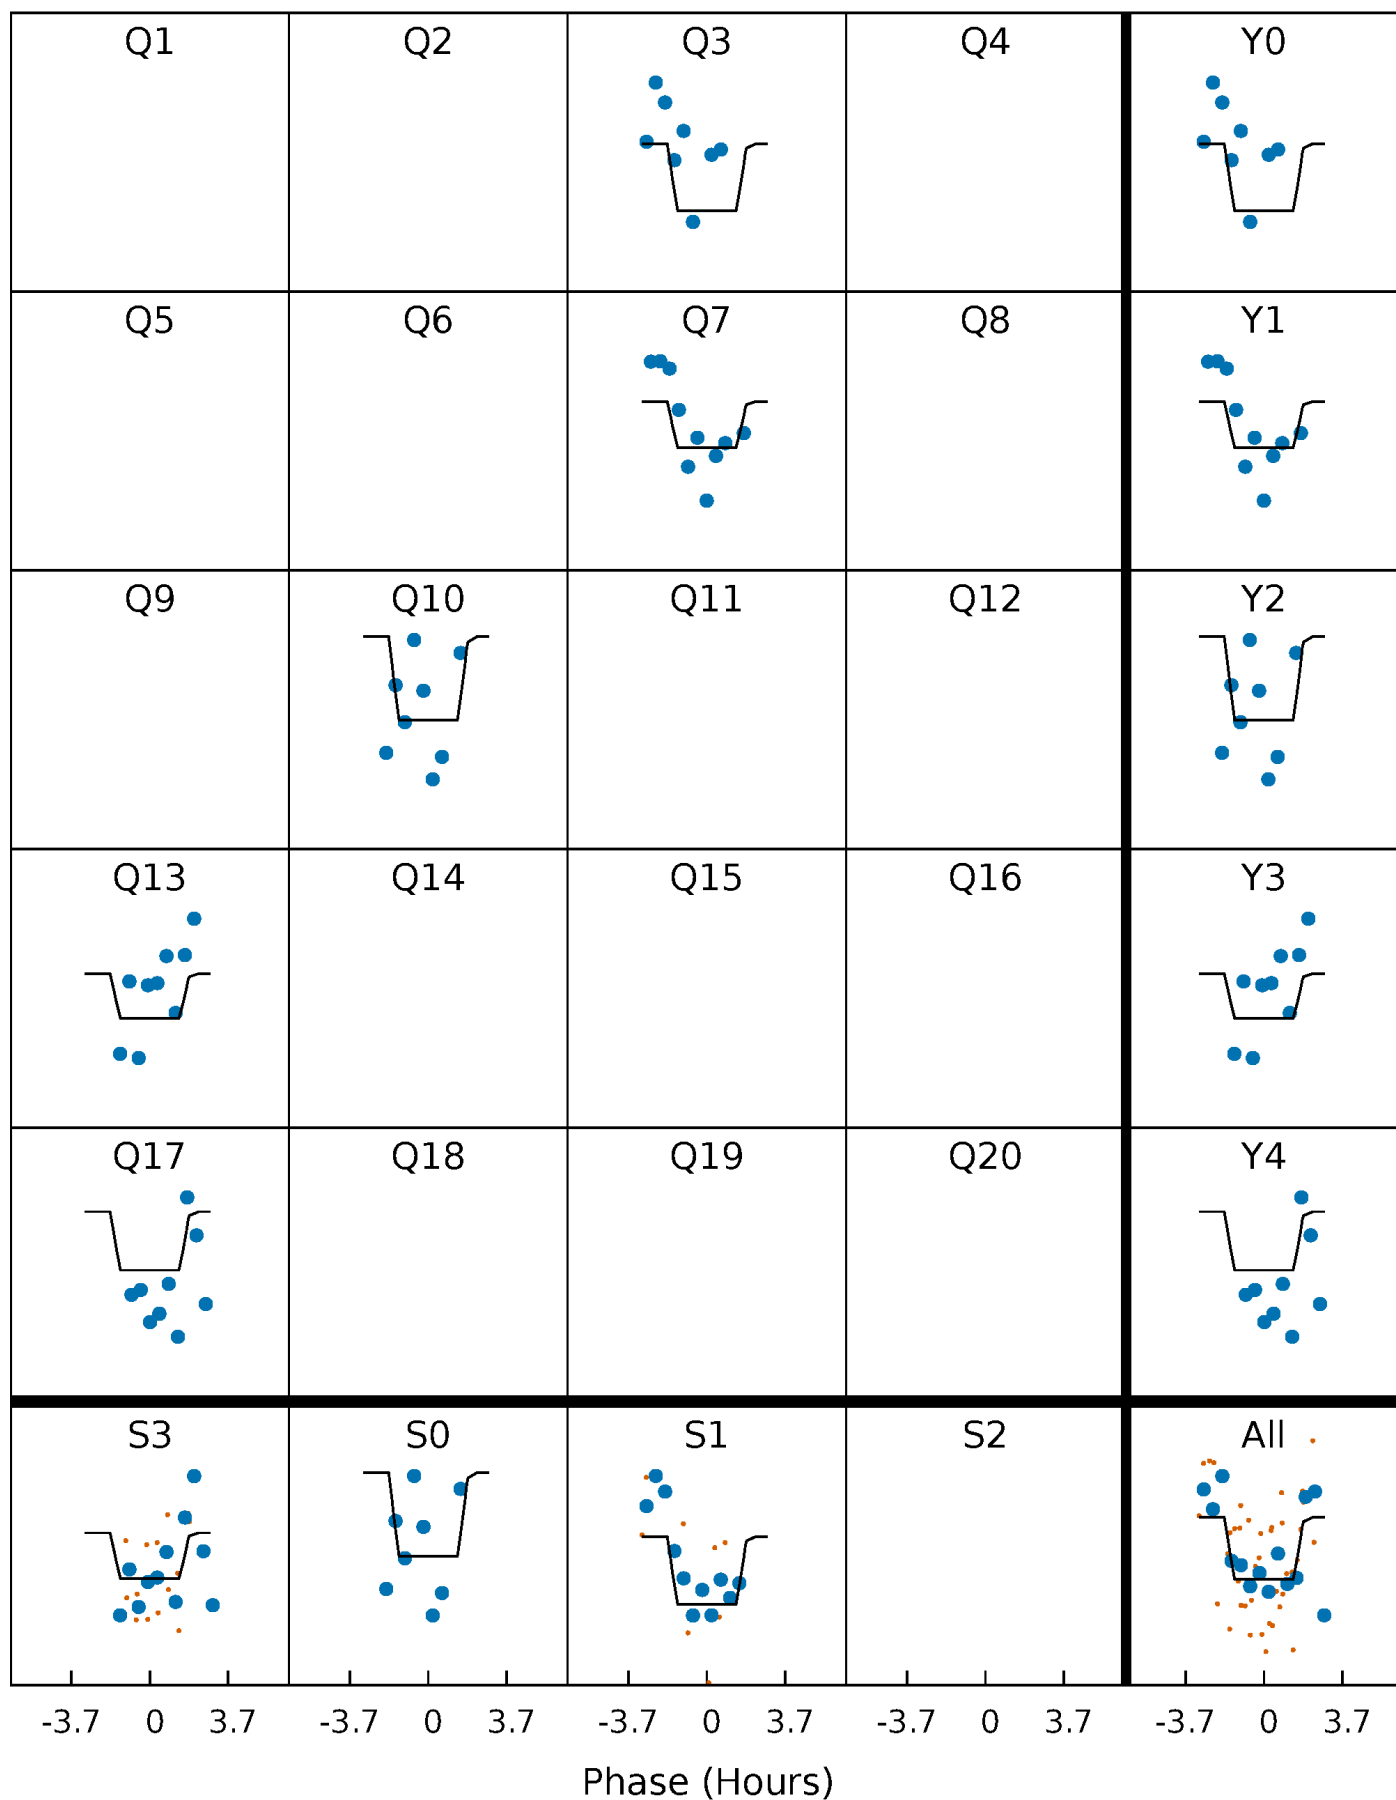 Q1 Q2 Q3 Q4 Y0
Q5 Q6 Q7 Q8 Y1
Q9 Q10 Q11 Q12 Y2
Q13 Q14 Q15 Q16 Y3
Q17 Q18 Q19 Q20 Y4
S3 S0 S1 S2 All
-3.7 0 3.7 -3.7 0 3.7 -3.7 0 3.7 -3.7 0 3.7 -3.7 0 3.7
Phase (Hours)